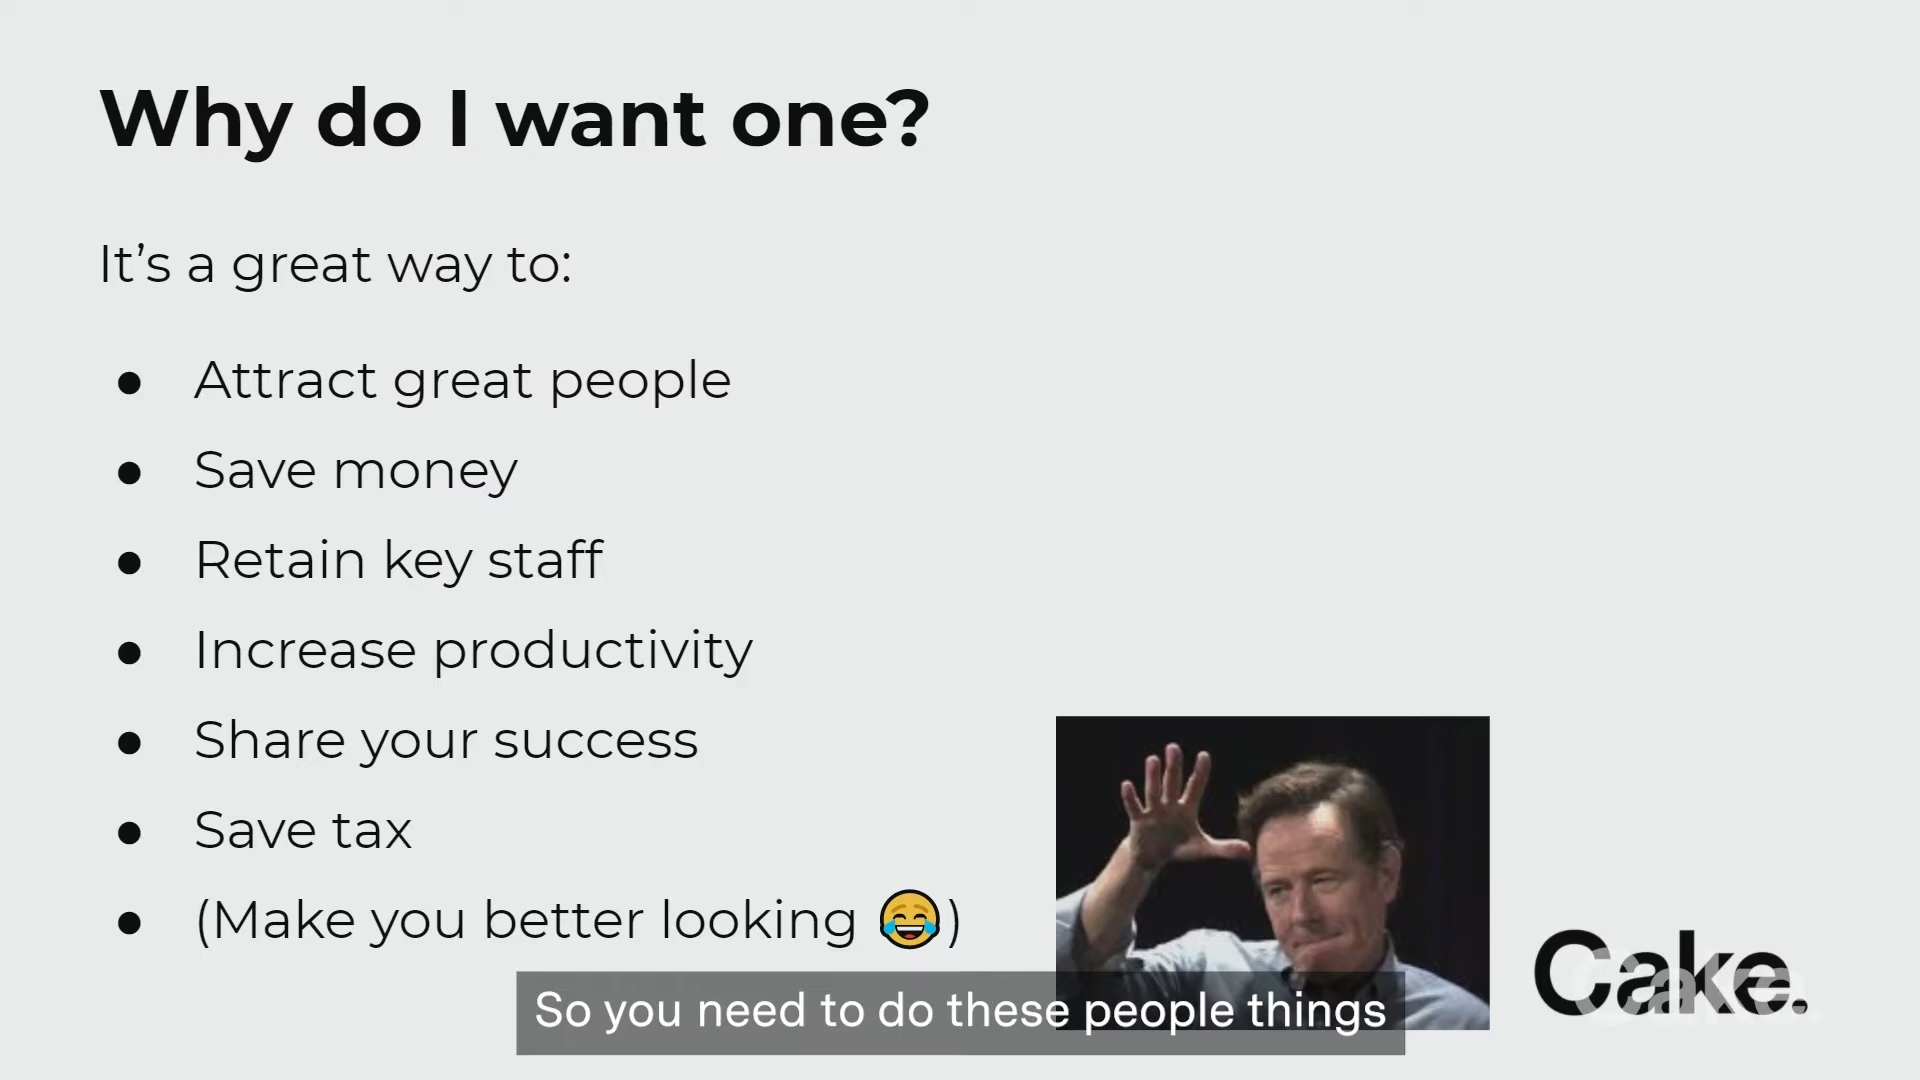 Why do I want one?
It’s a great way to:
● Attract great people
● Save money
● Retain key staff
● Increase productivity
● Share your success
● Save tax
● (Make you better looking 😂)
So you need to do these people things
Cake.
Cake.